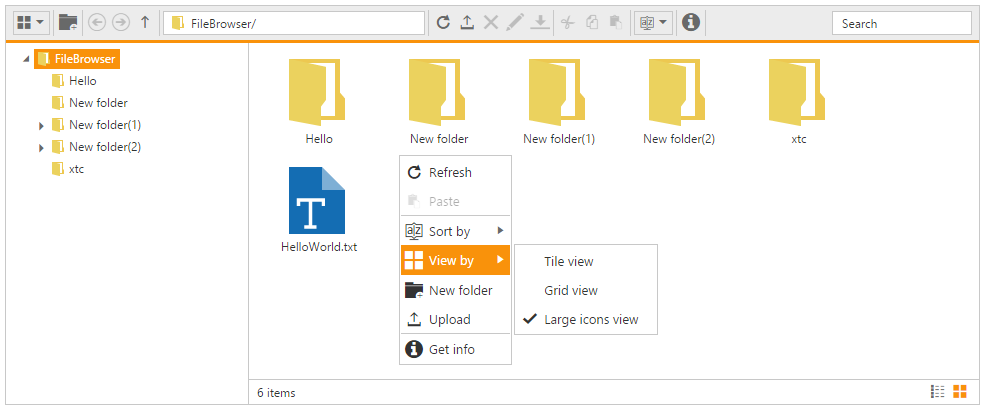 FileBrowser/
Search
FileBrowser
Hello
New folder
New folder(1)
New folder(2)
xtc
Hello New folder New folder(1) New folder(2) xtc
T
HelloWorld.txt
Refresh
Paste
Sort by
View by
New folder
Upload
Get info
Tile view
Grid view
Large icons view
6 items